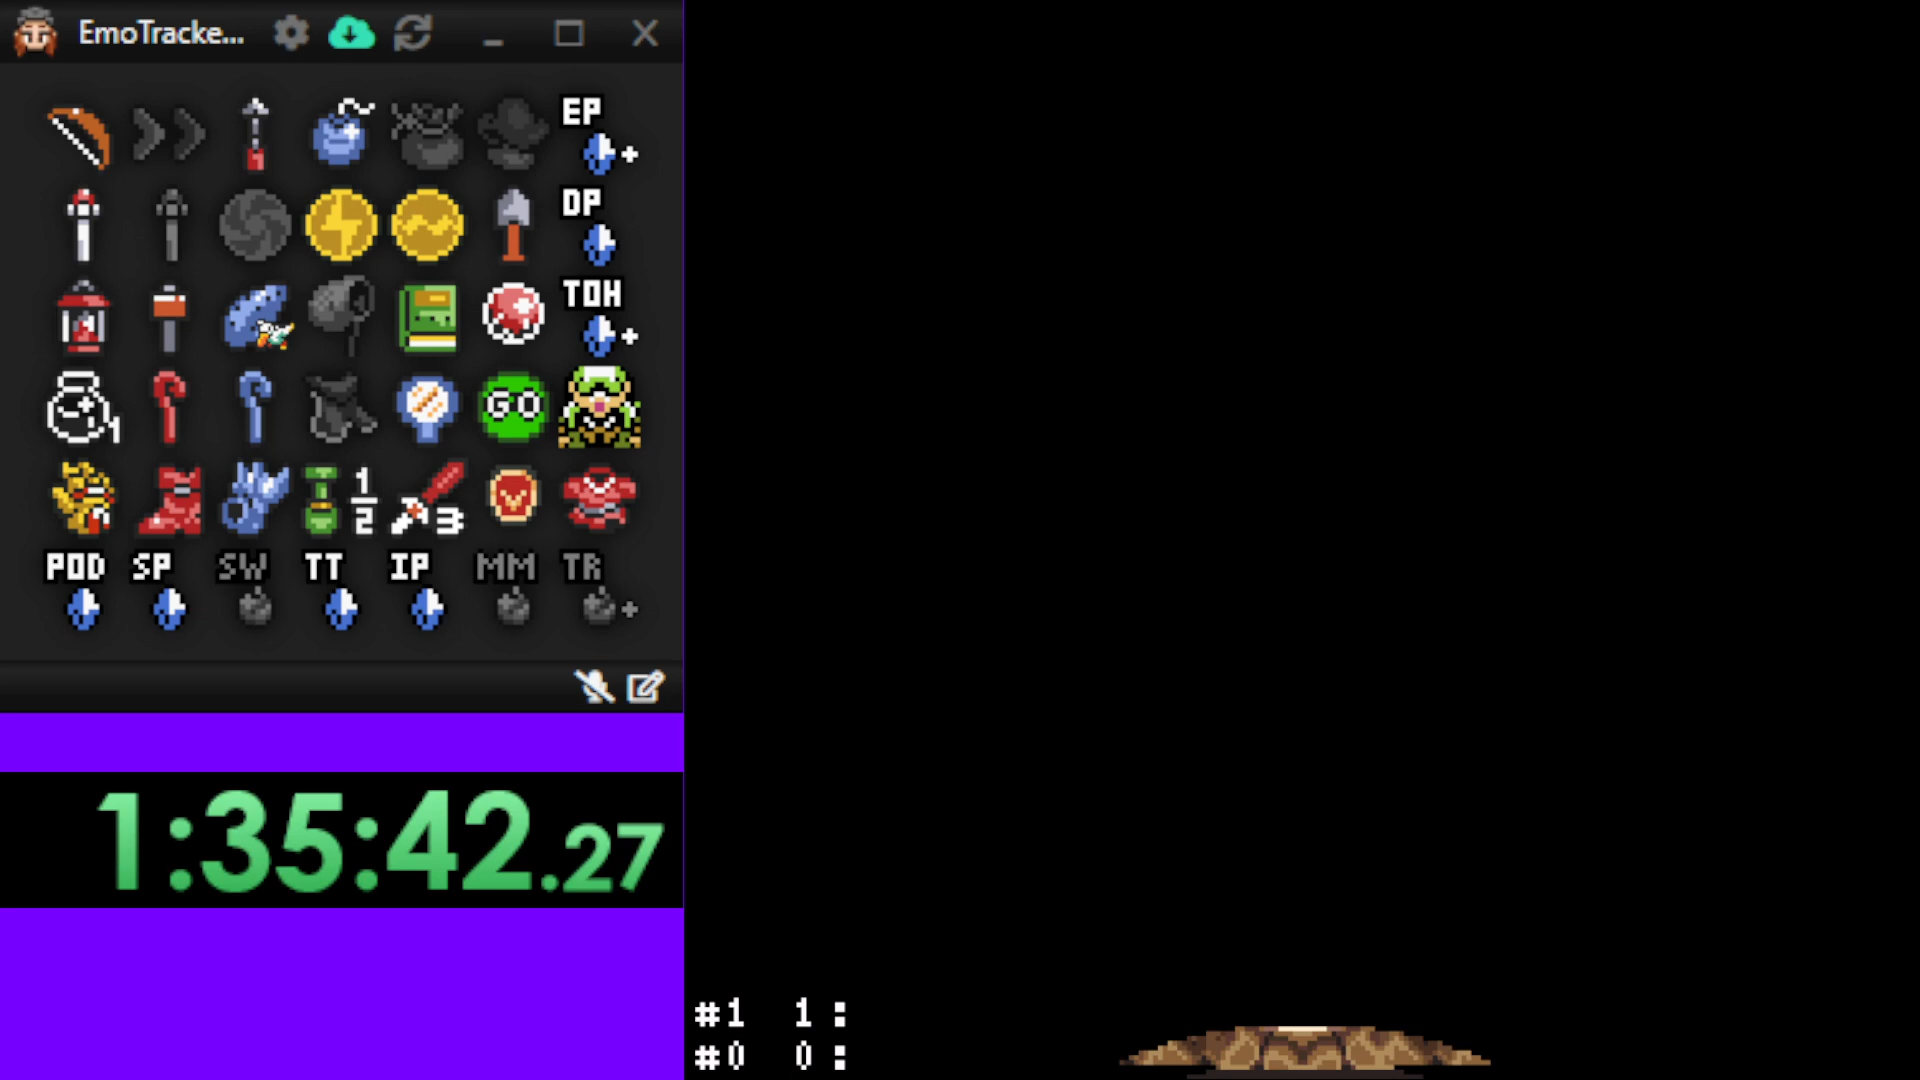 EmoTracke...
EP
+
DP
TOH
+
GO
1/2
3
POD SP SW TT IP MM TR
+
1:35:42.27
#1 1:
#0 0: